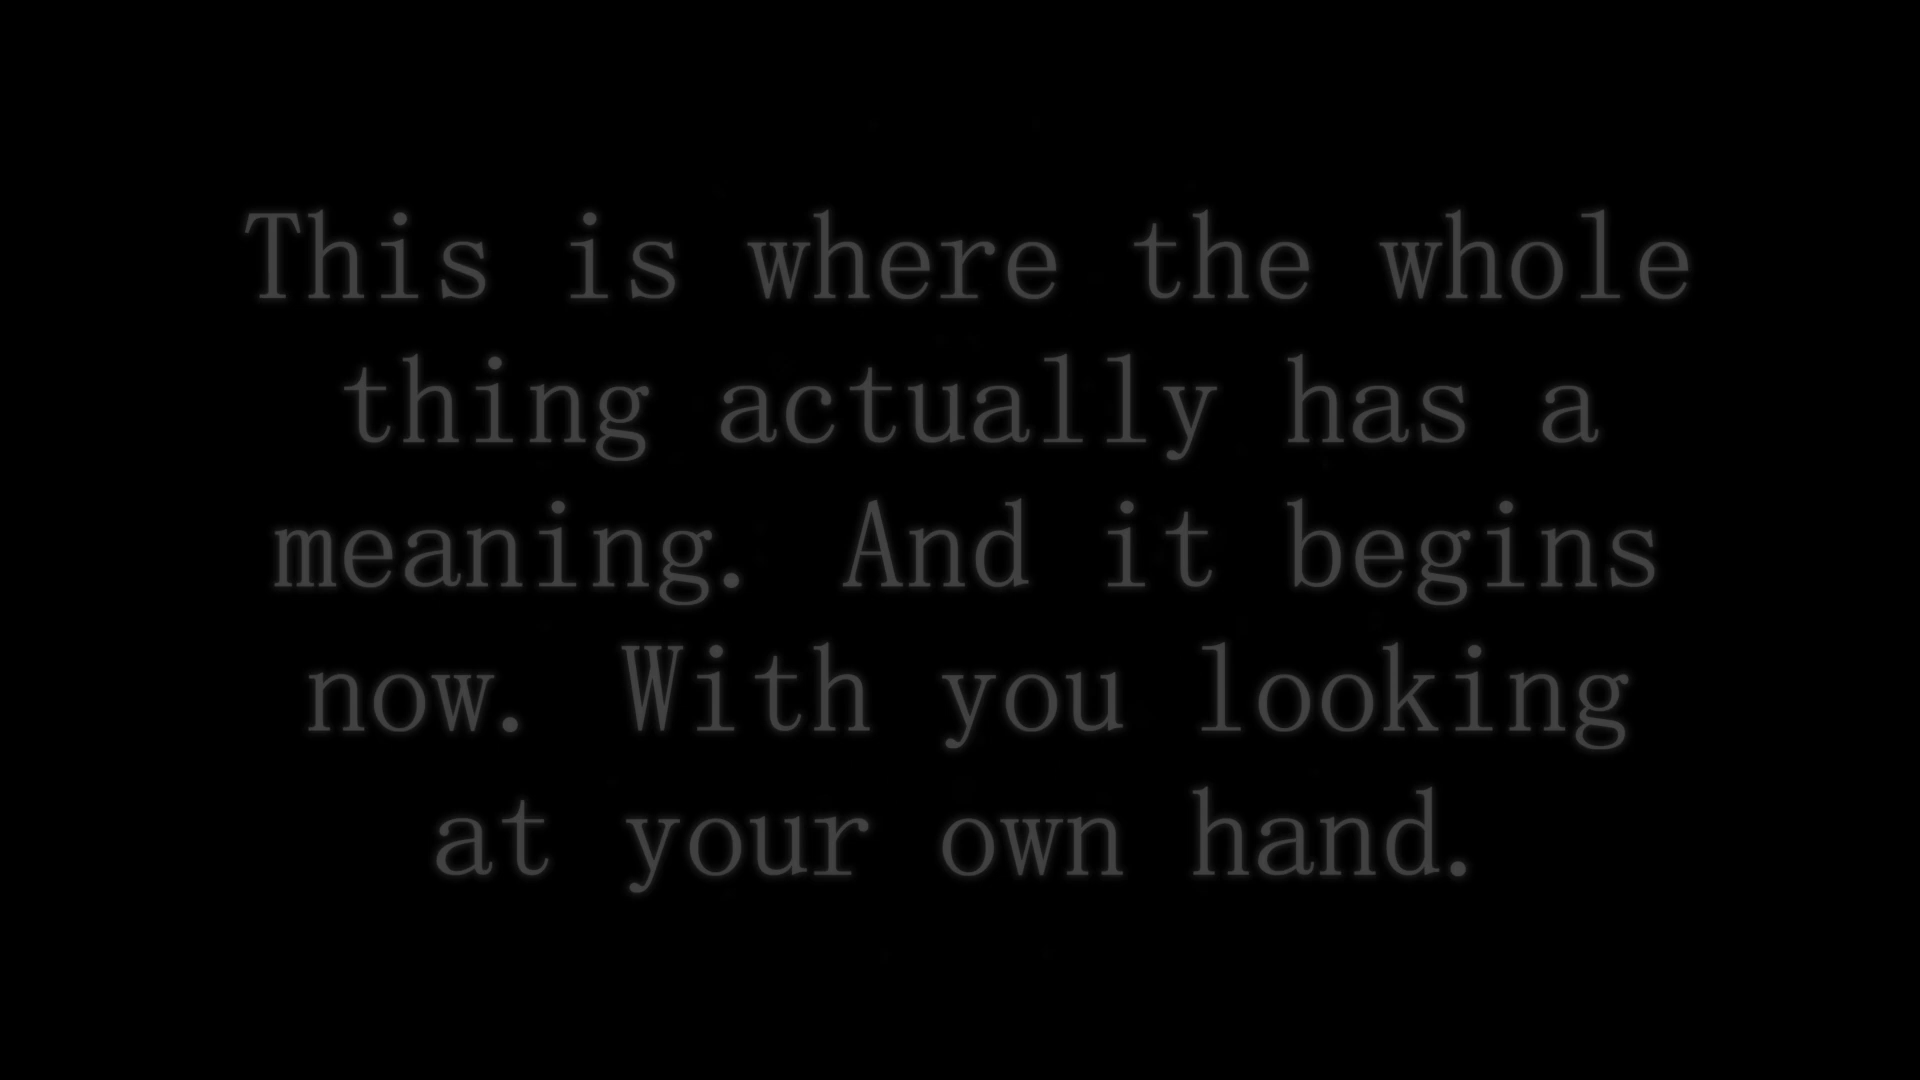 This is where the whole
thing actually has a
meaning. And it begins
now. With you looking
at your own hand.